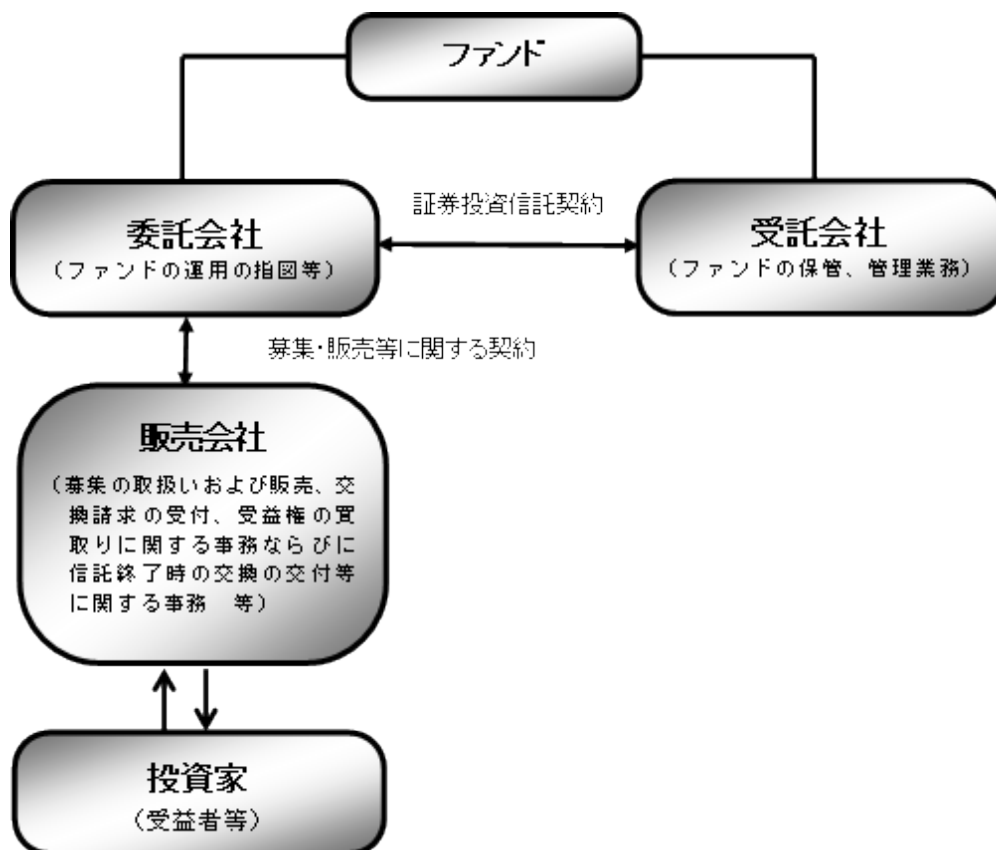 ファンド
証券投資信託契約
委託会社
(ファンドの運用の指図等)
受託会社
(ファンドの保管、管理業務)
募集・販売等に関する契約
販売会社
(募集の取扱いおよび販売、交
換請求の受付、受益権の買
取りに関する事務ならびに
信託終了時の交換の交付等
に関する事務　等)
投資家
(受益者等)